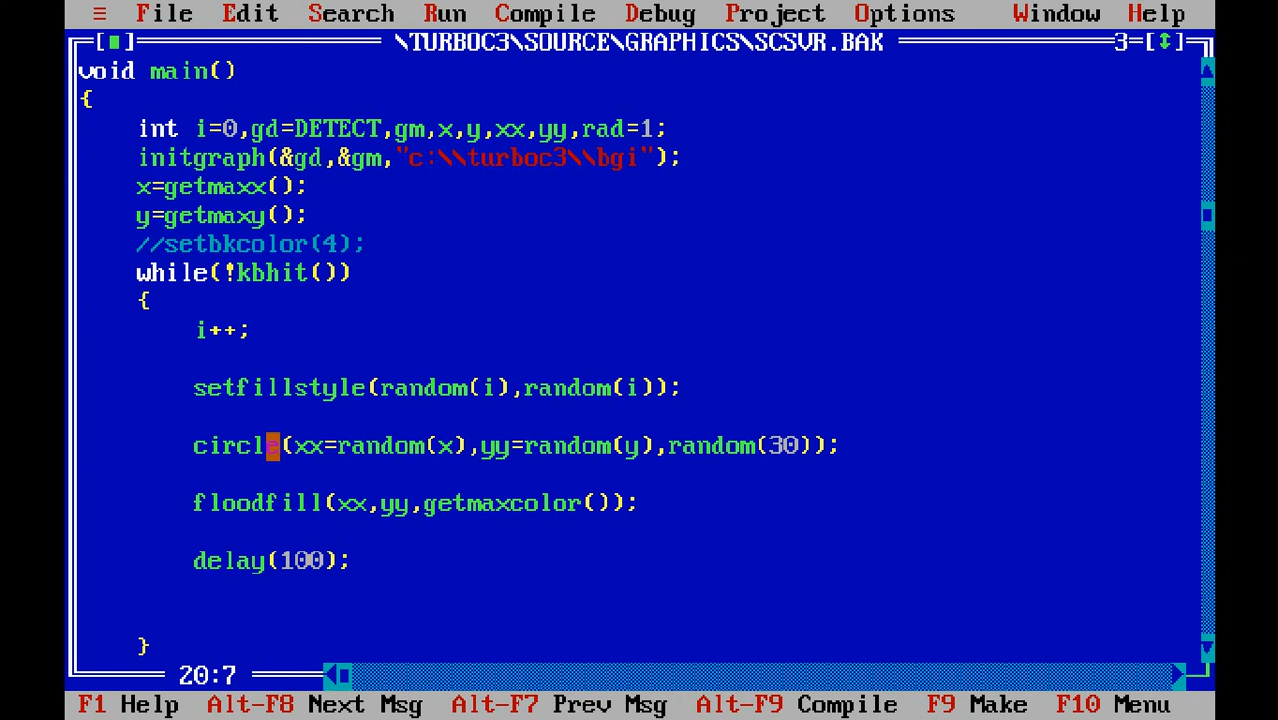 ≡ File Edit Search Run Compile Debug Project Options Window Help
[■] \TURBOC3\SOURCE\GRAPHICS\SCSVR.BAK 3=[↕]
void main()
{
int i=0,gd=DETECT,gm,x,y,xx,yy,rad=1;
initgraph(&gd,&gm,"c:\\turboc3\\bgi");
x=getmaxx();
y=getmaxy();
//setbkcolor(4);
while(!kbhit())
{
i++;
setfillstyle(random(i),random(i));
circle(xx=random(x),yy=random(y),random(30));
floodfill(xx,yy,getmaxcolor());
delay(100);
}
20:7
F1 Help Alt-F8 Next Msg Alt-F7 Prev Msg Alt-F9 Compile F9 Make F10 Menu